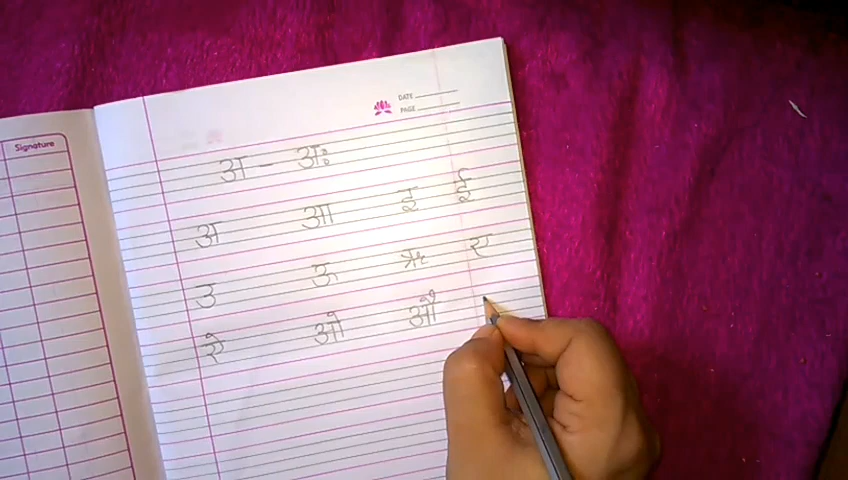 Signature
DATE
PAGE
अ - अः
अ आ इ ई
उ ऊ ऋ ए
ऐ ओ औ